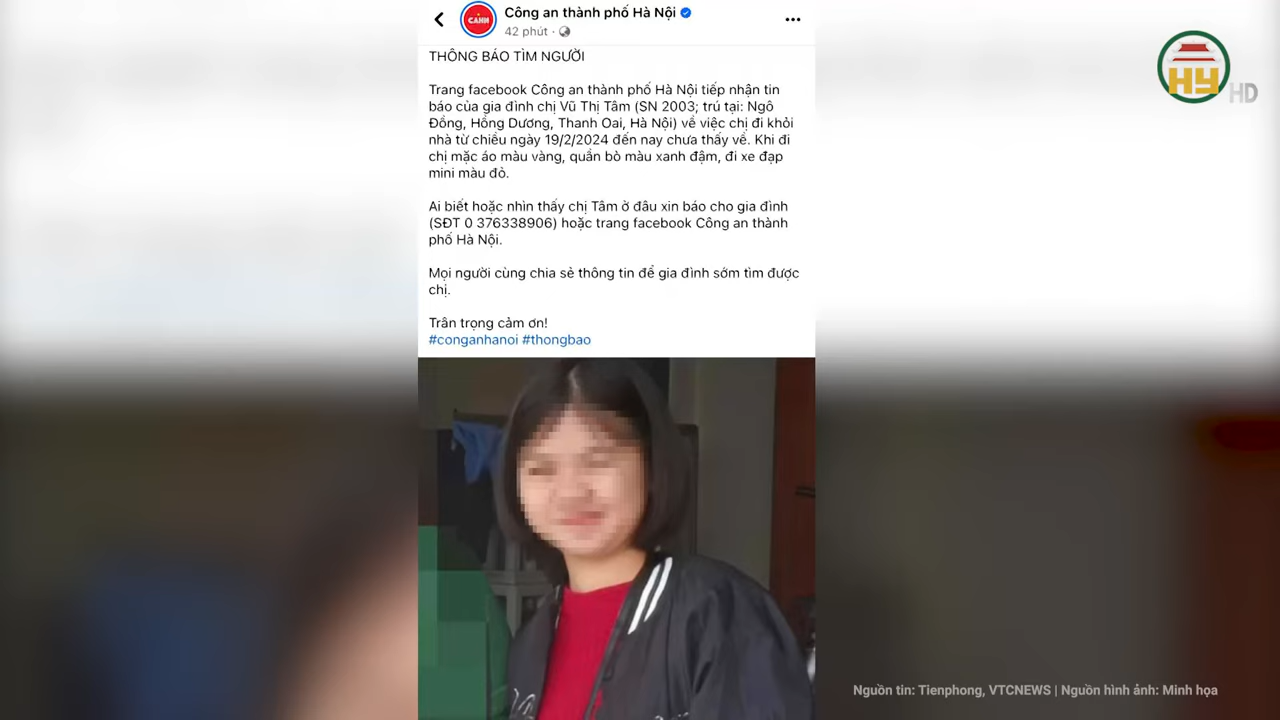 Công an thành phố Hà Nội
CAHN
42 phút ·
THÔNG BÁO TÌM NGƯỜI
Trang facebook Công an thành phố Hà Nội tiếp nhận tin
báo của gia đình chị Vũ Thị Tâm (SN 2003; trú tại: Ngô
Đồng, Hồng Dương, Thanh Oai, Hà Nội) về việc chị đi khỏi
nhà từ chiều ngày 19/2/2024 đến nay chưa thấy về. Khi đi
chị mặc áo màu vàng, quần bò màu xanh đậm, đi xe đạp
mini màu đỏ.
Ai biết hoặc nhìn thấy chị Tâm ở đâu xin báo cho gia đình
(SĐT 0 376338906) hoặc trang facebook Công an thành
phố Hà Nội.
Mọi người cùng chia sẻ thông tin để gia đình sớm tìm được
chị.
Trân trọng cảm ơn!
#conganhanoi #thongbao
HY HD
Nguồn tin: Tienphong, VTCNEWS | Nguồn hình ảnh: Minh họa